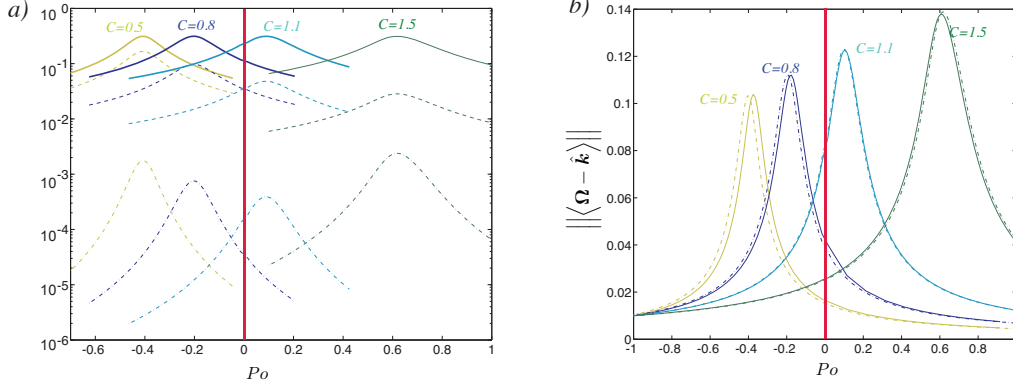 a)
C=0.5
C=0.8
C=1.1
C=1.5
10^0
10^-1
10^-2
10^-3
10^-4
10^-5
10^-6
-0.6 -0.4 -0.2 0 0.2 0.4 0.6 0.8 1
Po
b)
|||⟨Ω − k̂⟩|||
0.14
0.12
0.10
0.08
0.06
0.04
0.02
0
C=0.5
C=0.8
C=1.1
C=1.5
-1 -0.8 -0.6 -0.4 -0.2 0 0.2 0.4 0.6 0.8
Po